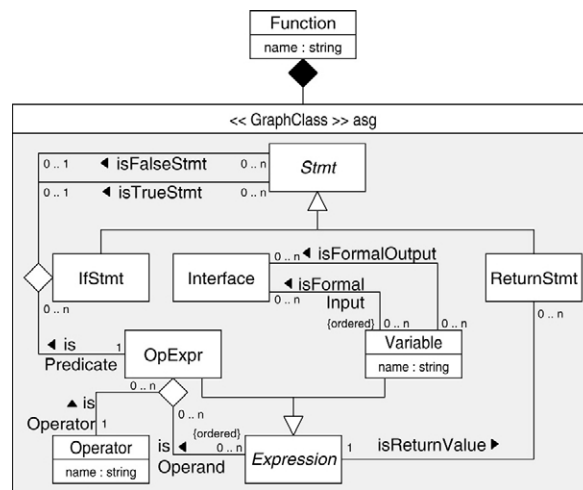 Function
name : string
<< GraphClass >> asg
0 .. 1 ◄ isFalseStmt 0 .. n
Stmt
0 .. 1 ◄ isTrueStmt 0 .. n
IfStmt
Interface
0 .. n ◄ isFormalOutput
◄ isFormal
0 .. n Input
ReturnStmt
0 .. n
0 .. n
{ordered} 0 .. n 0 .. n
Variable
name : string
◄ is 1
Predicate
OpExpr
0 .. n
0 .. n
▲ is
Operator 1
Operator
name : string
{ordered}
is ◄ 0 .. n
Operand
Expression
1 isReturnValue ►